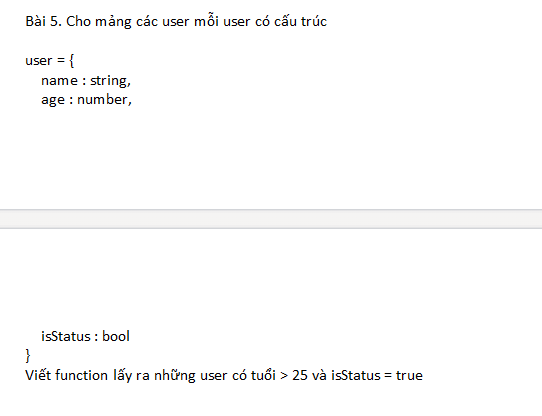 Bài 5. Cho mảng các user mỗi user có cấu trúc
user = {
name : string,
age : number,
isStatus : bool
}
Viết function lấy ra những user có tuổi > 25 và isStatus = true